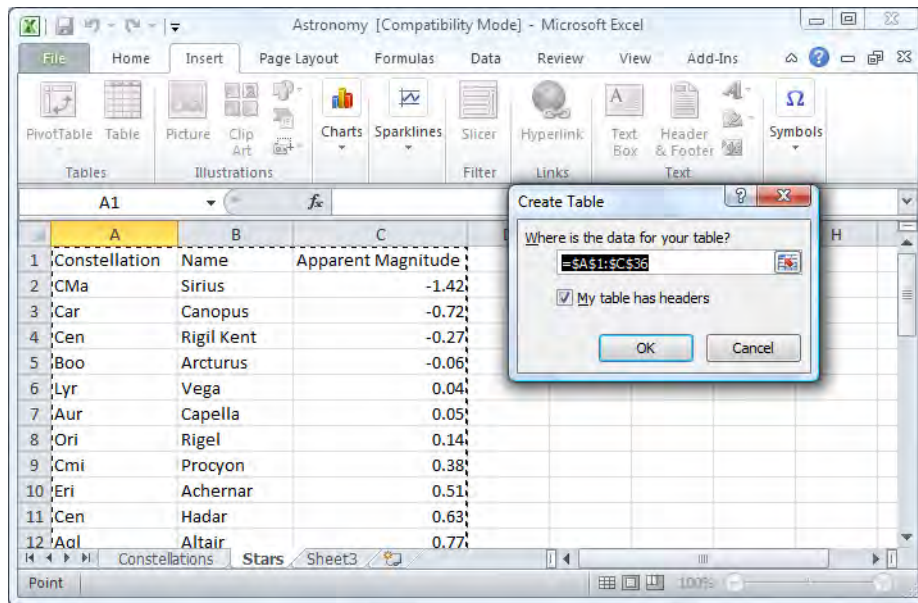 Astronomy [Compatibility Mode] - Microsoft Excel
File Home Insert Page Layout Formulas Data Review View Add-Ins
PivotTable Table Picture Clip Art Charts Sparklines Slicer Hyperlink Text Box Header & Footer Symbols
Tables Illustrations Filter Links Text
A1 fx
Create Table
Where is the data for your table?
=$A$1:$C$36
My table has headers
OK Cancel
A B C H
1 Constellation Name Apparent Magnitude
2 CMa Sirius -1.42
3 Car Canopus -0.72
4 Cen Rigil Kent -0.27
5 Boo Arcturus -0.06
6 Lyr Vega 0.04
7 Aur Capella 0.05
8 Ori Rigel 0.14
9 Cmi Procyon 0.38
10 Eri Achernar 0.51
11 Cen Hadar 0.63
12 Aql Altair 0.77
Constellations Stars Sheet3
Point 100%